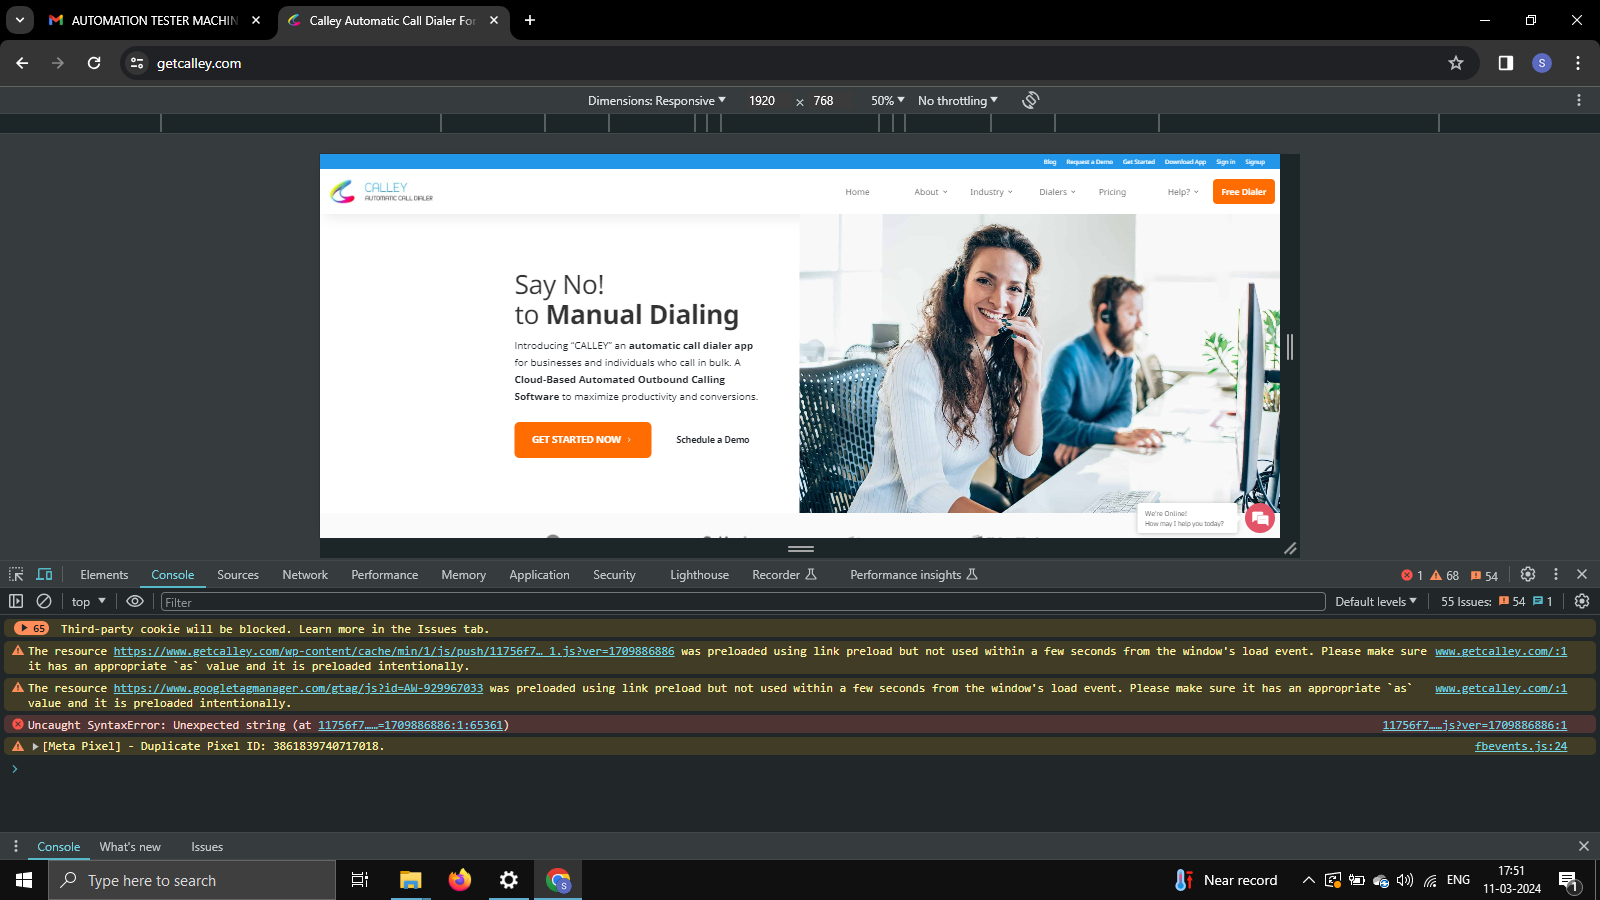 AUTOMATION TESTER MACHIN
Calley Automatic Call Dialer For
getcalley.com
S
Dimensions: Responsive 1920 × 768 50% No throttling
Blog Request a Demo Get Started Download App Sign in Signup
CALLEY
AUTOMATIC CALL DIALER
Home About Industry Dialers Pricing Help? Free Dialer
Say No!
to Manual Dialing
Introducing “CALLEY” an automatic call dialer app
for businesses and individuals who call in bulk. A
Cloud-Based Automated Outbound Calling
Software to maximize productivity and conversions.
GET STARTED NOW ›
Schedule a Demo
We're Online!
How may I help you today?
Elements Console Sources Network Performance Memory Application Security Lighthouse Recorder Performance insights 1 68 54
top Filter Default levels 55 Issues: 54 1
65 Third-party cookie will be blocked. Learn more in the Issues tab.
The resource https://www.getcalley.com/wp-content/cache/min/1/js/push/11756f7… 1.js?ver=1709886886 was preloaded using link preload but not used within a few seconds from the window's load event. Please make sure www.getcalley.com/:1
it has an appropriate `as` value and it is preloaded intentionally.
The resource https://www.googletagmanager.com/gtag/js?id=AW-929967033 was preloaded using link preload but not used within a few seconds from the window's load event. Please make sure it has an appropriate `as` www.getcalley.com/:1
value and it is preloaded intentionally.
Uncaught SyntaxError: Unexpected string (at 11756f7……=1709886886:1:65361) 11756f7……js?ver=1709886886:1
[Meta Pixel] - Duplicate Pixel ID: 3861839740717018. fbevents.js:24
Console What's new Issues
Type here to search
S
Near record
ENG
17:51
11-03-2024
1